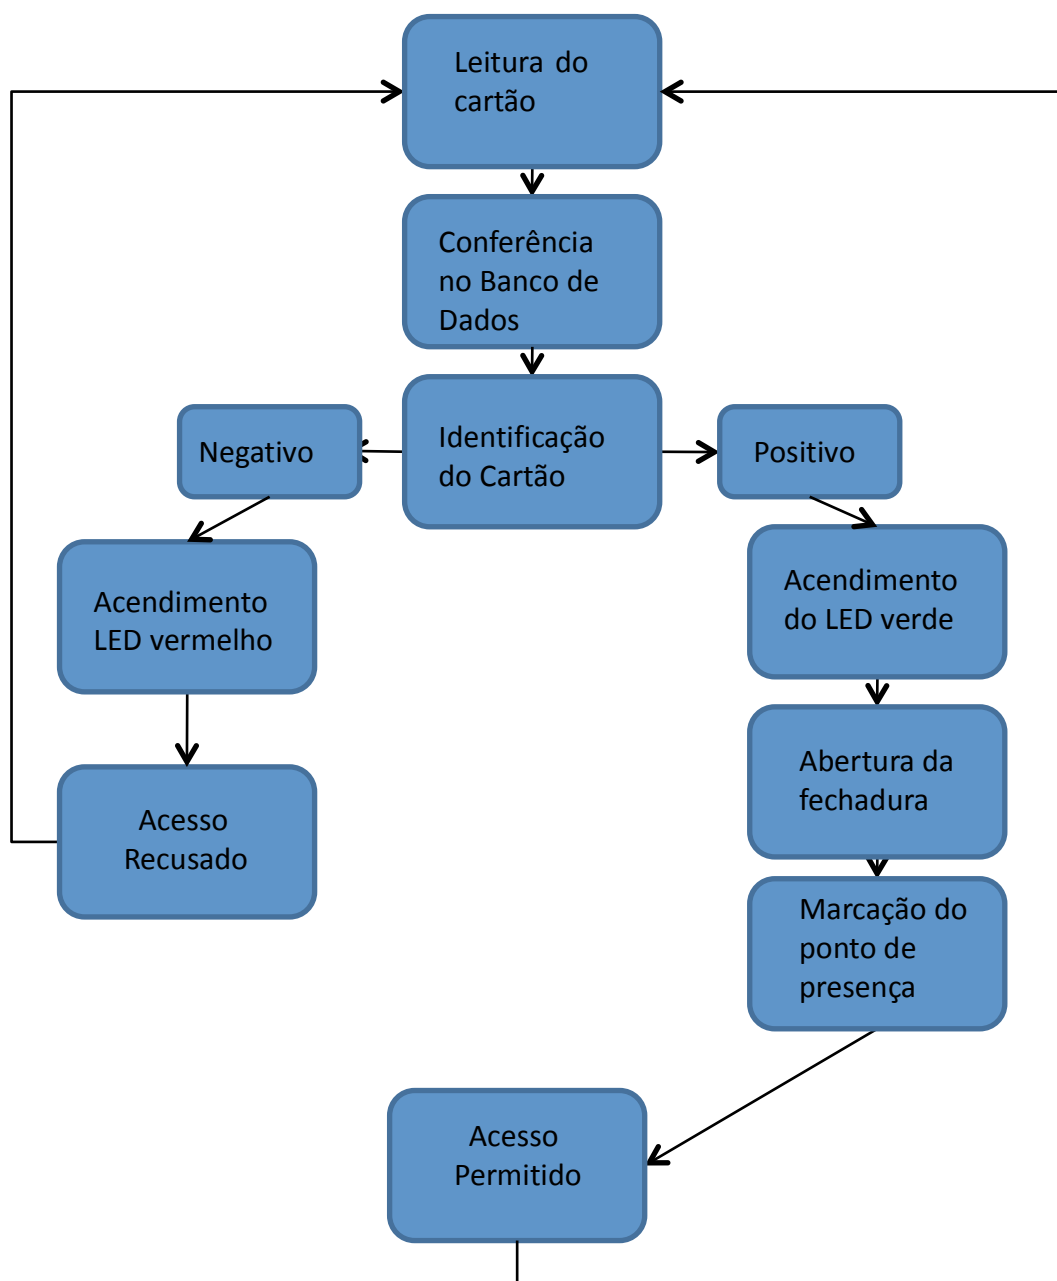 Leitura do
cartão
Conferência
no Banco de
Dados
Identificação
do Cartão
Negativo
Positivo
Acendimento
LED vermelho
Acendimento
do LED verde
Acesso
Recusado
Abertura da
fechadura
Marcação do
ponto de
presença
Acesso
Permitido